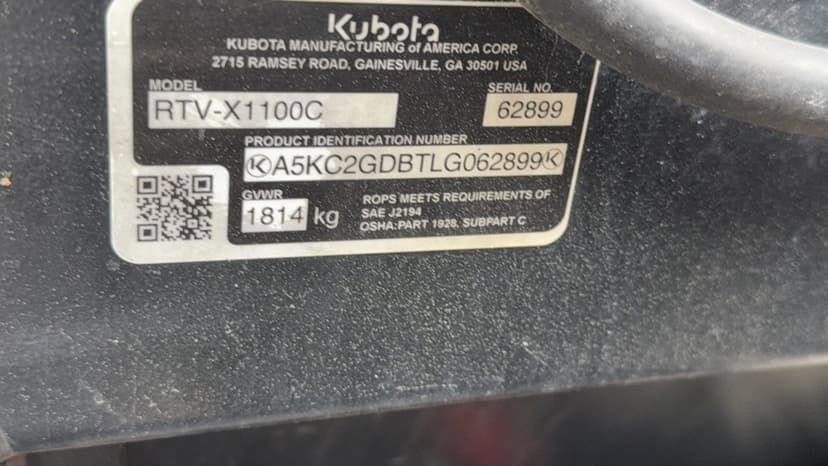 Kubota
KUBOTA MANUFACTURING of AMERICA CORP.
2715 RAMSEY ROAD, GAINESVILLE, GA 30501 USA
MODEL SERIAL NO.
RTV-X1100C 62899
PRODUCT IDENTIFICATION NUMBER
K A5KC2GDBTLG062899 K
GVWR
1814 kg
ROPS MEETS REQUIREMENTS OF
SAE J2194
OSHA:PART 1928, SUBPART C